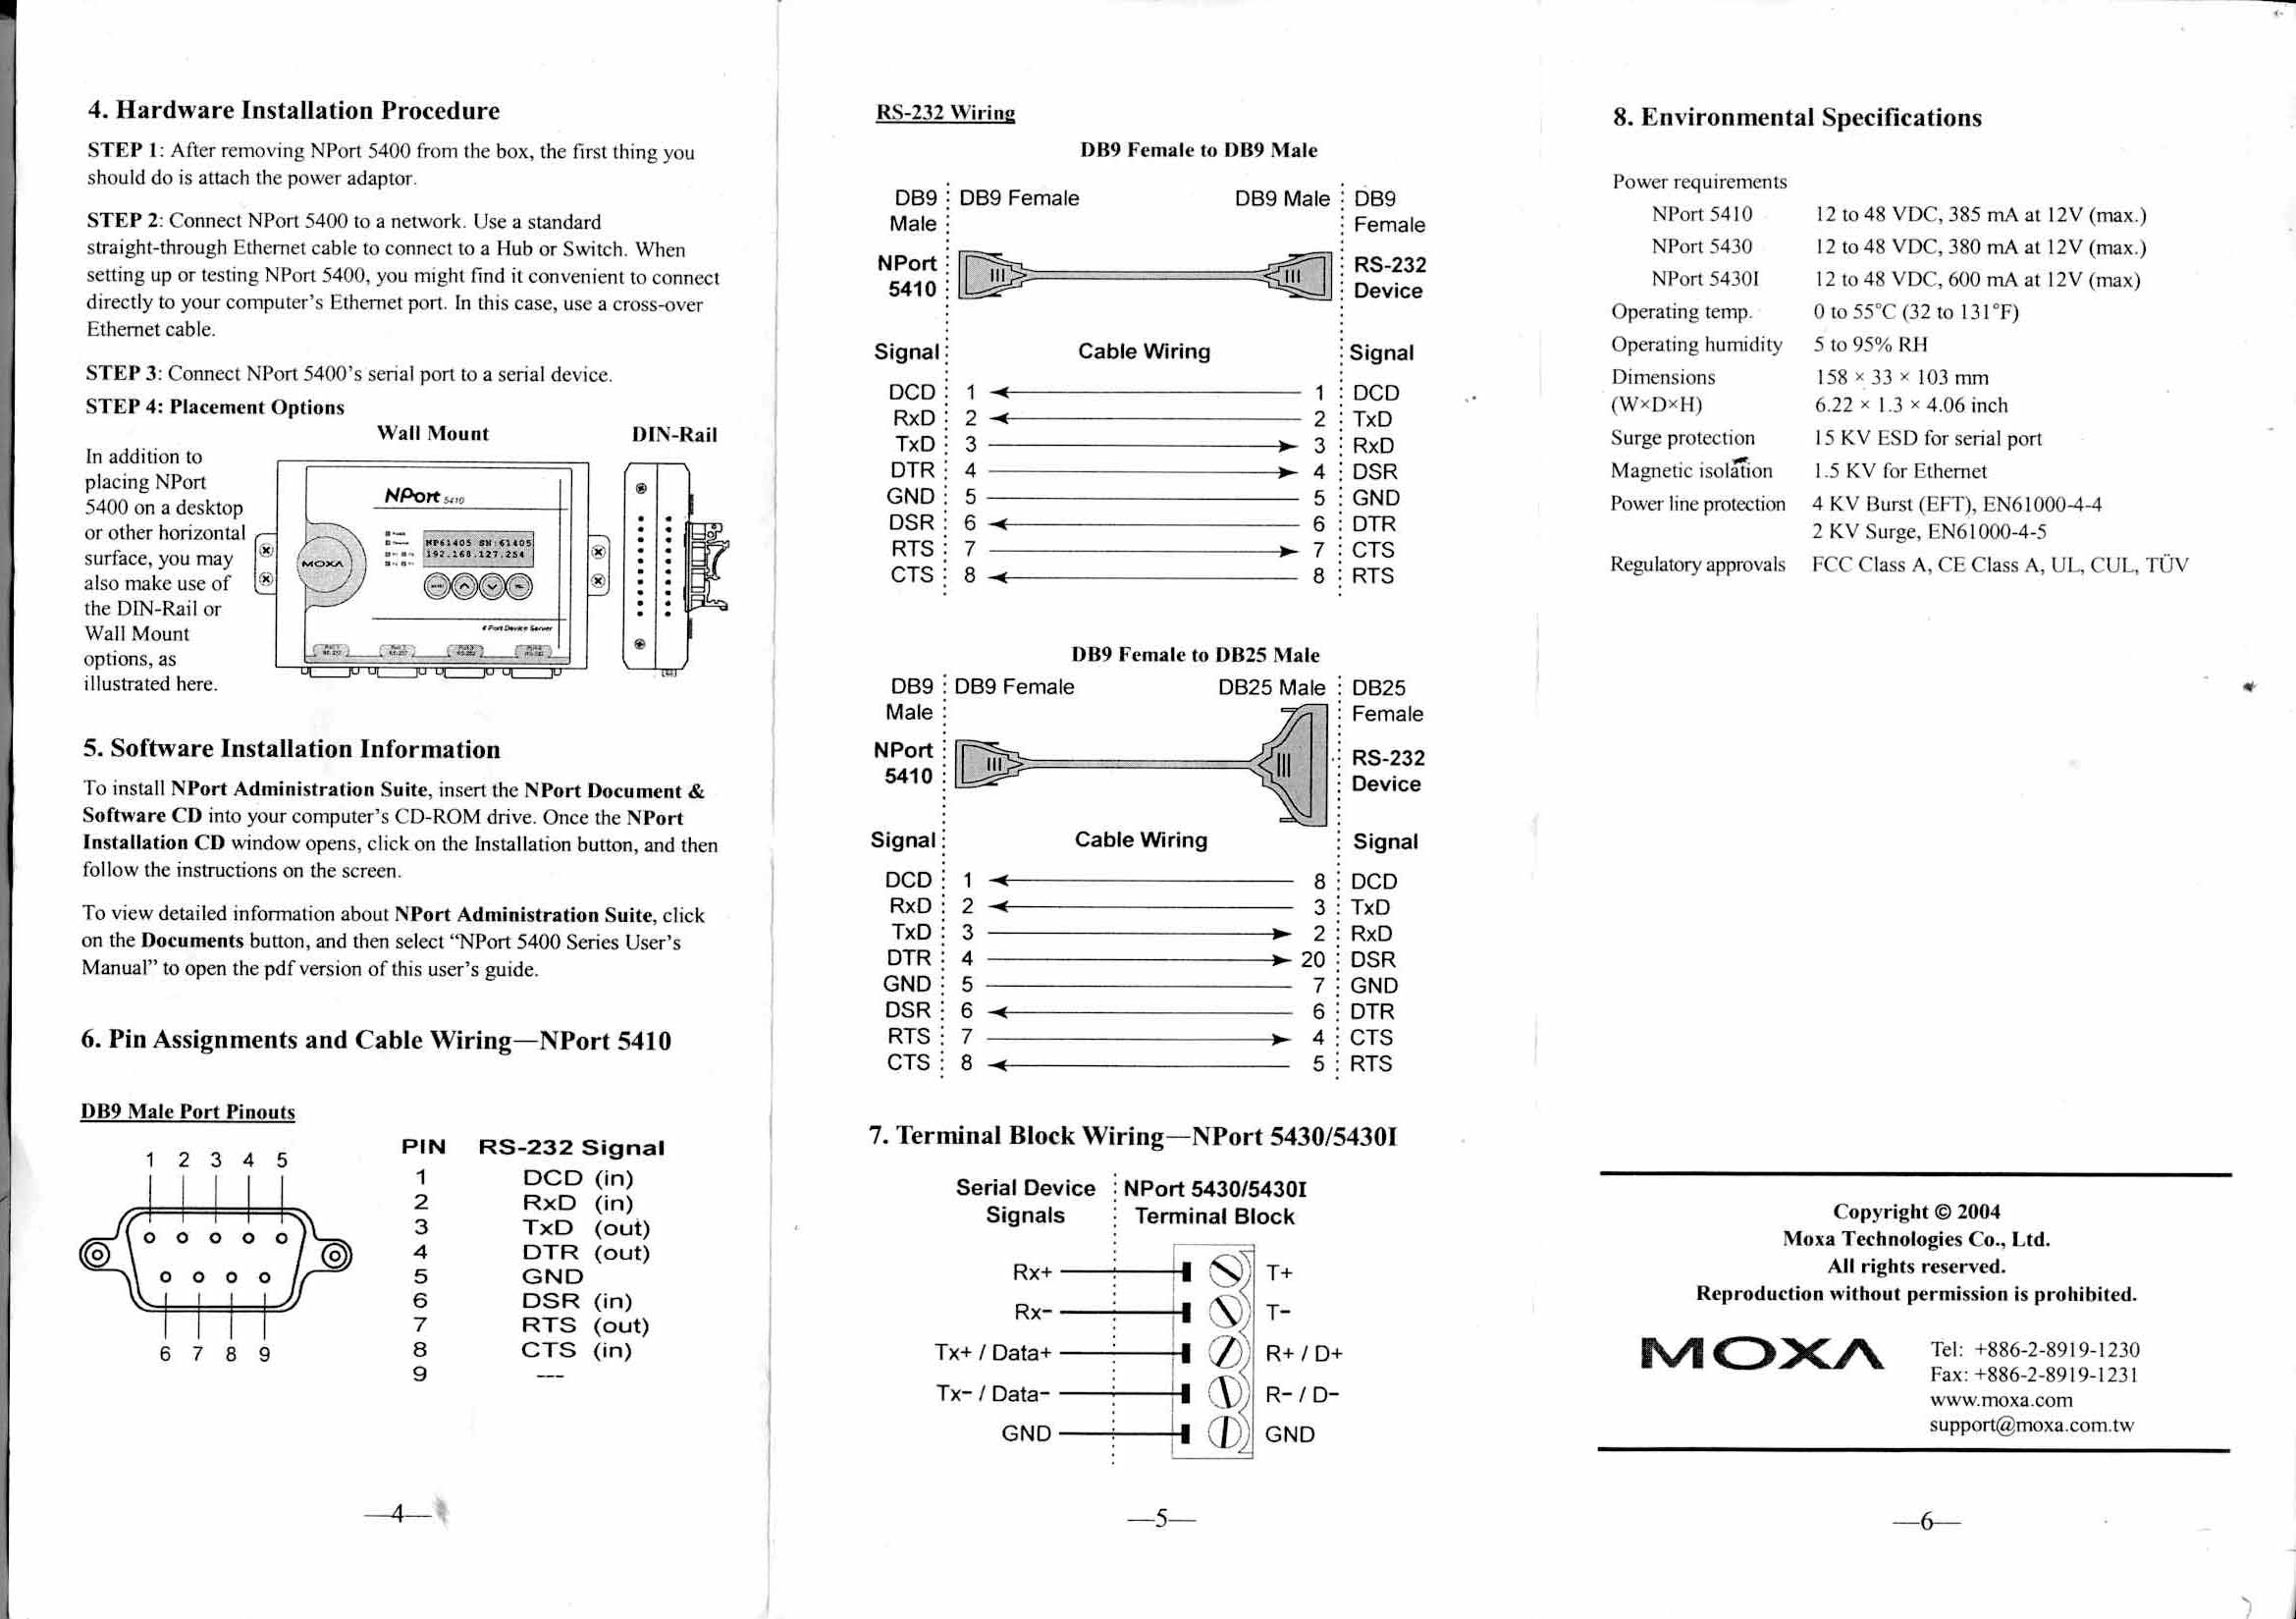 4. Hardware Installation Procedure
STEP 1: After removing NPort 5400 from the box, the first thing you
should do is attach the power adaptor.
STEP 2: Connect NPort 5400 to a network. Use a standard
straight-through Ethernet cable to connect to a Hub or Switch. When
setting up or testing NPort 5400, you might find it convenient to connect
directly to your computer's Ethernet port. In this case, use a cross-over
Ethernet cable.
STEP 3: Connect NPort 5400's serial port to a serial device.
STEP 4: Placement Options
Wall Mount DIN-Rail
In addition to
placing NPort
5400 on a desktop
or other horizontal
surface, you may
also make use of
the DIN-Rail or
Wall Mount
options, as
illustrated here.
NPort 5410
NP61405 SN:61405
192.168.127.254
MOXA
4 Port Device Server
5. Software Installation Information
To install NPort Administration Suite, insert the NPort Document &
Software CD into your computer's CD-ROM drive. Once the NPort
Installation CD window opens, click on the Installation button, and then
follow the instructions on the screen.
To view detailed information about NPort Administration Suite, click
on the Documents button, and then select "NPort 5400 Series User's
Manual" to open the pdf version of this user's guide.
6. Pin Assignments and Cable Wiring—NPort 5410
DB9 Male Port Pinouts
1 2 3 4 5
6 7 8 9
PIN RS-232 Signal
1 DCD (in)
2 RxD (in)
3 TxD (out)
4 DTR (out)
5 GND
6 DSR (in)
7 RTS (out)
8 CTS (in)
9 ---
—4—
RS-232 Wiring
DB9 Female to DB9 Male
DB9 DB9 Female DB9 Male DB9
Male Female
NPort RS-232
5410 Device
Signal Cable Wiring Signal
DCD 1 1 DCD
RxD 2 2 TxD
TxD 3 3 RxD
DTR 4 4 DSR
GND 5 5 GND
DSR 6 6 DTR
RTS 7 7 CTS
CTS 8 8 RTS
DB9 Female to DB25 Male
DB9 DB9 Female DB25 Male DB25
Male Female
NPort RS-232
5410 Device
Signal Cable Wiring Signal
DCD 1 8 DCD
RxD 2 3 TxD
TxD 3 2 RxD
DTR 4 20 DSR
GND 5 7 GND
DSR 6 6 DTR
RTS 7 4 CTS
CTS 8 5 RTS
7. Terminal Block Wiring—NPort 5430/5430I
Serial Device NPort 5430/5430I
Signals Terminal Block
Rx+ T+
Rx- T-
Tx+ / Data+ R+ / D+
Tx- / Data- R- / D-
GND GND
—5—
8. Environmental Specifications
Power requirements
NPort 5410 12 to 48 VDC, 385 mA at 12V (max.)
NPort 5430 12 to 48 VDC, 380 mA at 12V (max.)
NPort 5430I 12 to 48 VDC, 600 mA at 12V (max)
Operating temp. 0 to 55°C (32 to 131°F)
Operating humidity 5 to 95% RH
Dimensions 158 × 33 × 103 mm
(W×D×H) 6.22 × 1.3 × 4.06 inch
Surge protection 15 KV ESD for serial port
Magnetic isolation 1.5 KV for Ethernet
Power line protection 4 KV Burst (EFT), EN61000-4-4
2 KV Surge, EN61000-4-5
Regulatory approvals FCC Class A, CE Class A, UL, CUL, TÜV
Copyright © 2004
Moxa Technologies Co., Ltd.
All rights reserved.
Reproduction without permission is prohibited.
MOXA
Tel: +886-2-8919-1230
Fax: +886-2-8919-1231
www.moxa.com
support@moxa.com.tw
—6—